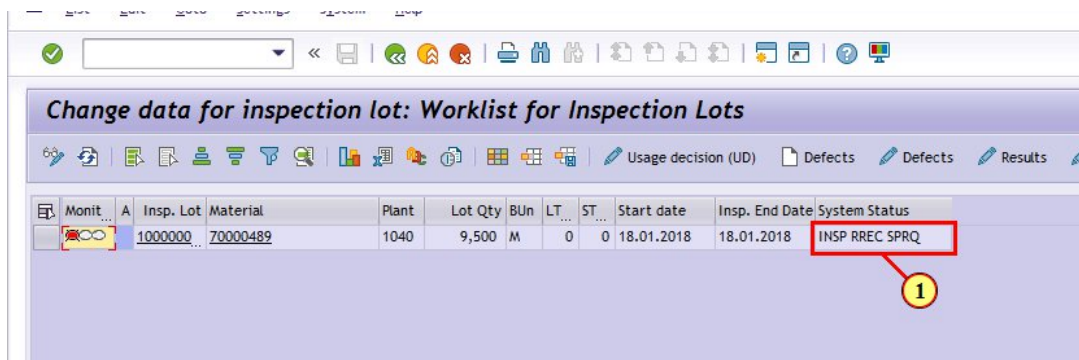 Change data for inspection lot: Worklist for Inspection Lots
Usage decision (UD) Defects Defects Results
Monit... A Insp. Lot Material Plant Lot Qty BUn LT... ST... Start date Insp. End Date System Status
1000000... 70000489 1040 9,500 M 0 0 18.01.2018 18.01.2018 INSP RREC SPRQ
1